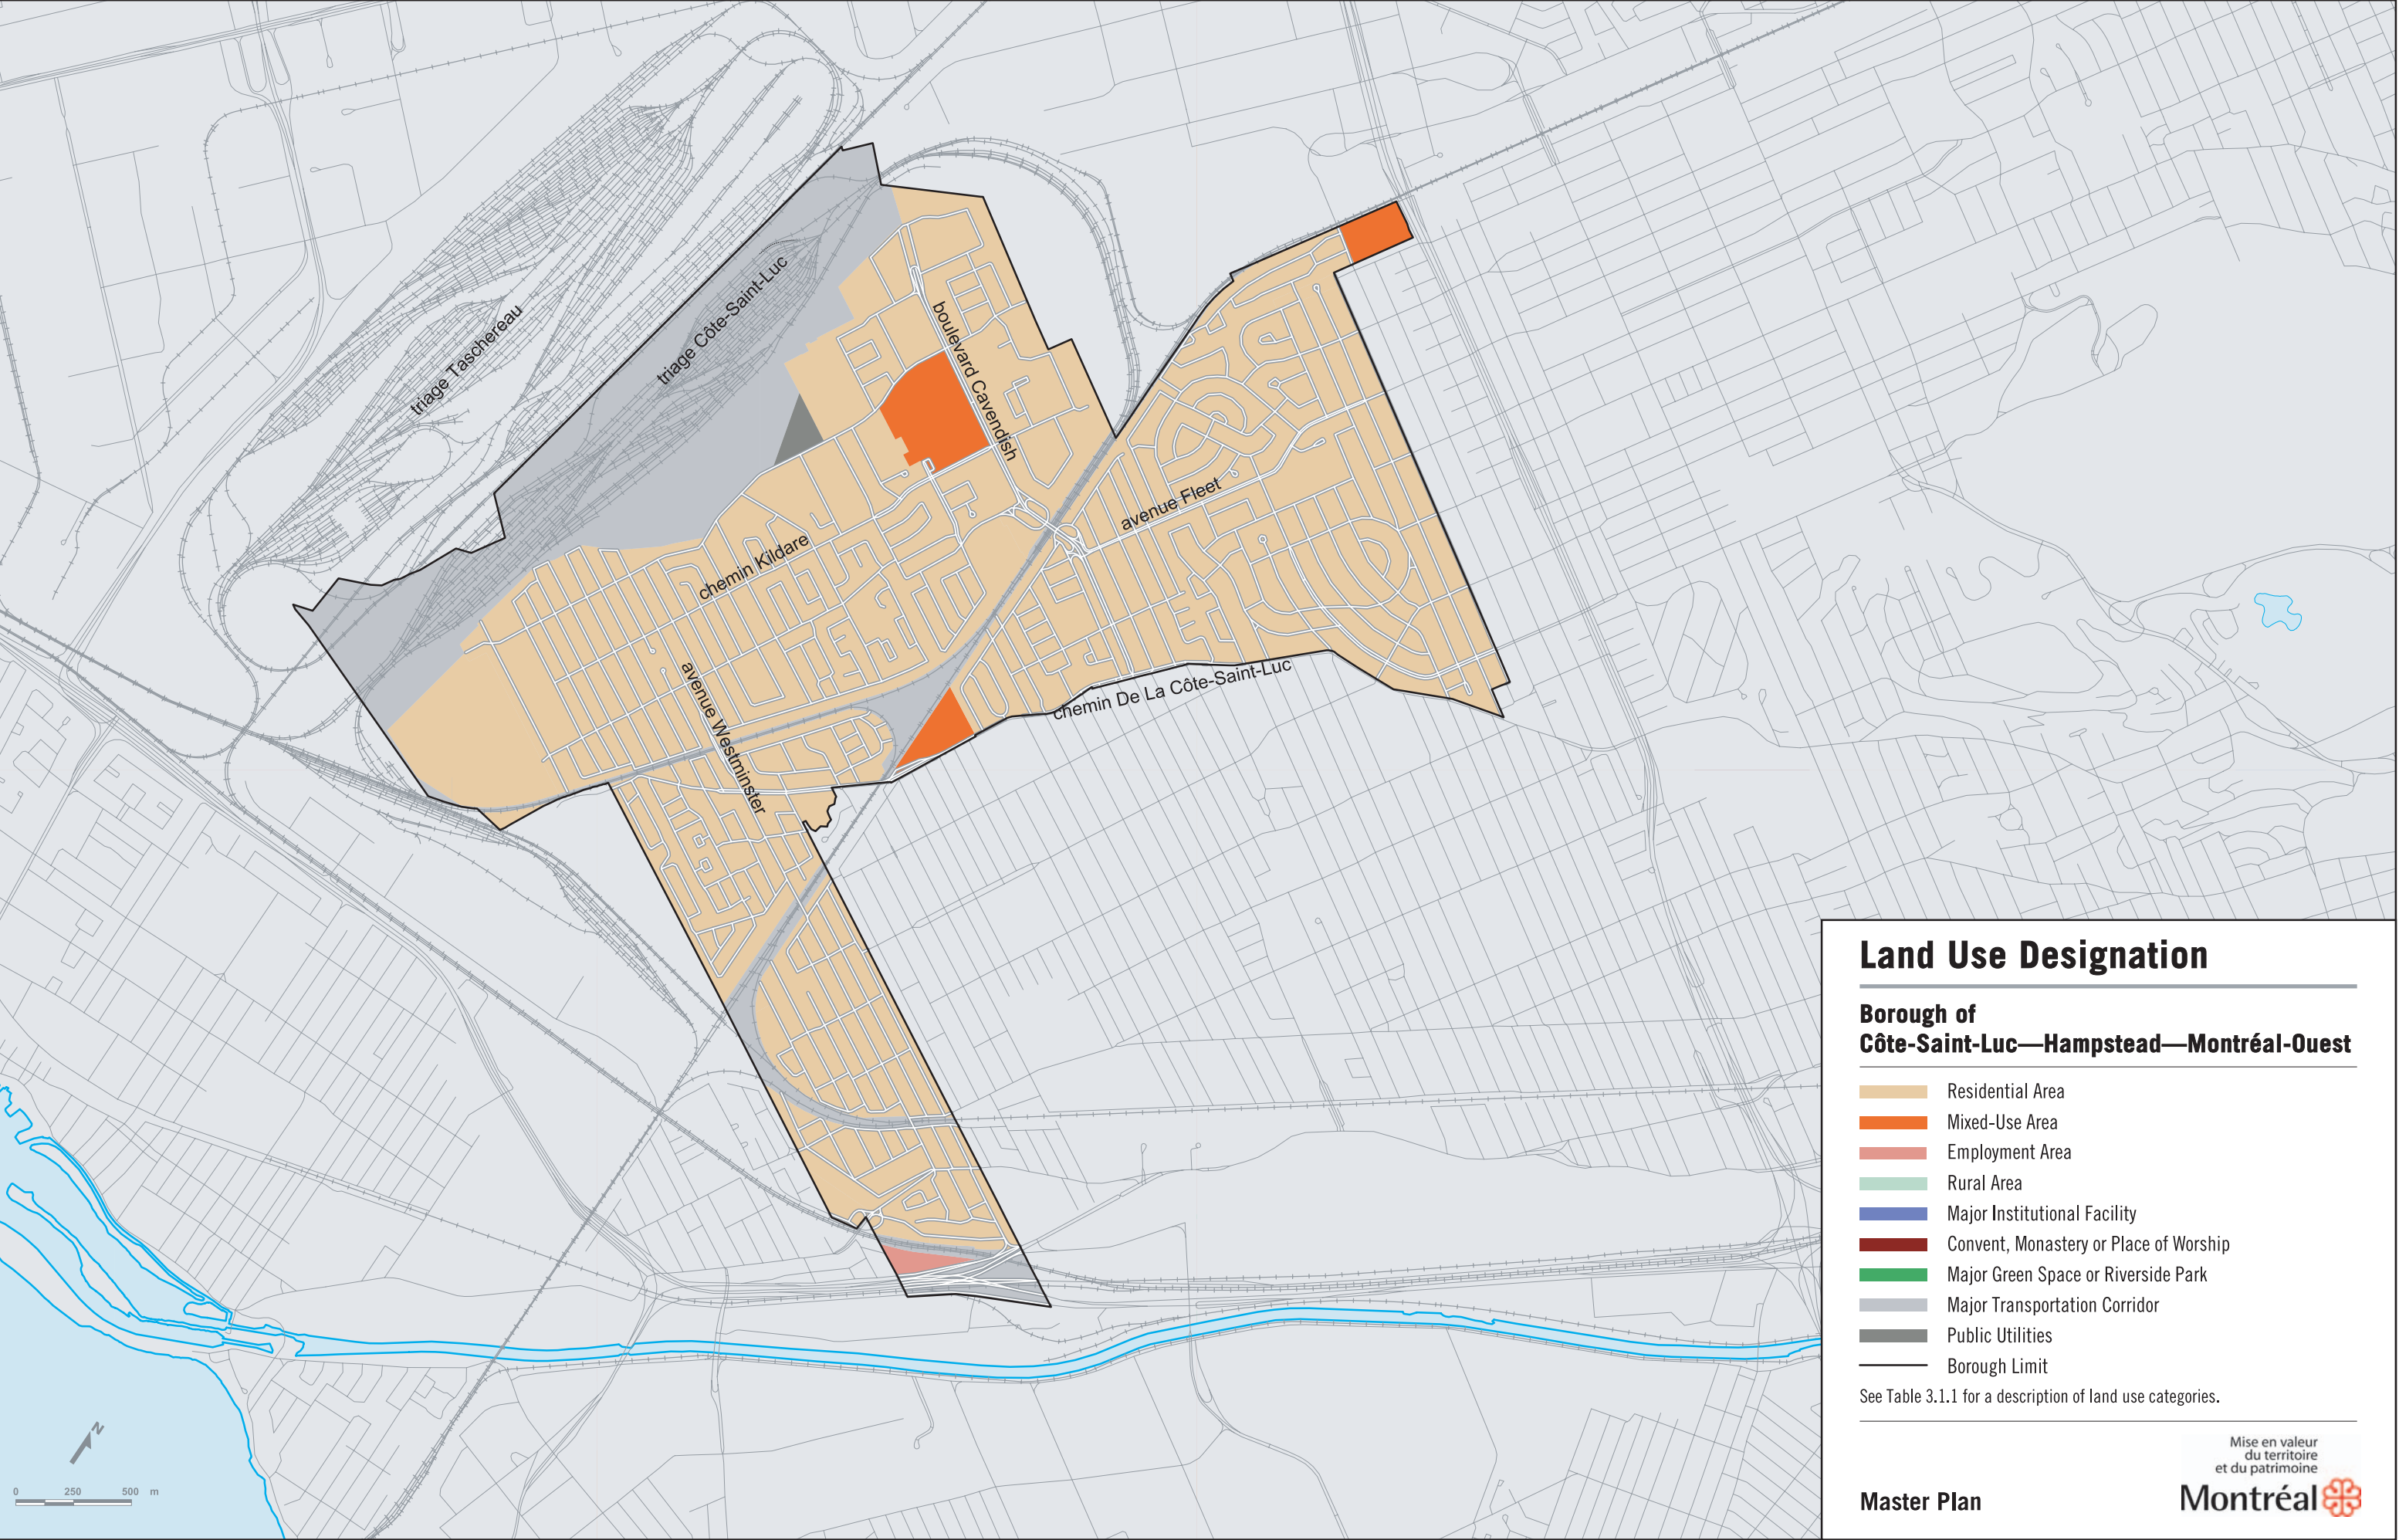 triage Taschereau
triage Côte-Saint-Luc
boulevard Cavendish
avenue Fleet
chemin Kildare
avenue Westminster
chemin De La Côte-Saint-Luc
Land Use Designation
Borough of
Côte-Saint-Luc—Hampstead—Montréal-Ouest
Residential Area
Mixed-Use Area
Employment Area
Rural Area
Major Institutional Facility
Convent, Monastery or Place of Worship
Major Green Space or Riverside Park
Major Transportation Corridor
Public Utilities
Borough Limit
See Table 3.1.1 for a description of land use categories.
N
0 250 500 m
Master Plan
Mise en valeur
du territoire
et du patrimoine
Montréal